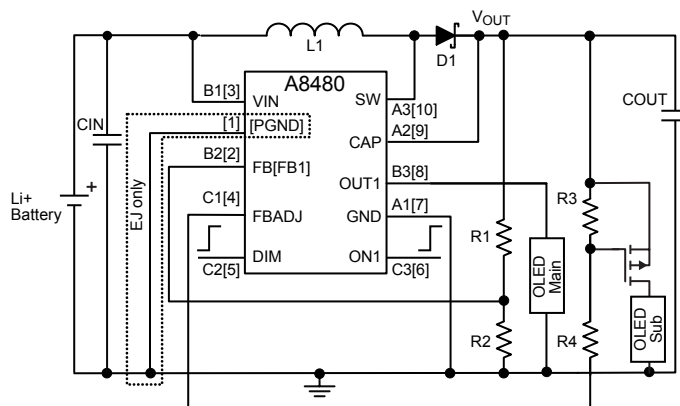 L1
D1
VOUT
A8480
B1[3]
VIN
SW
A3[10]
[1]
[PGND]
CAP
A2[9]
CIN
COUT
B2[2]
FB[FB1]
OUT1
B3[8]
Li+
Battery
+
EJ only
C1[4]
FBADJ
GND
A1[7]
R1
R3
DIM
C2[5]
ON1
C3[6]
OLED
Main
R2
R4
OLED
Sub